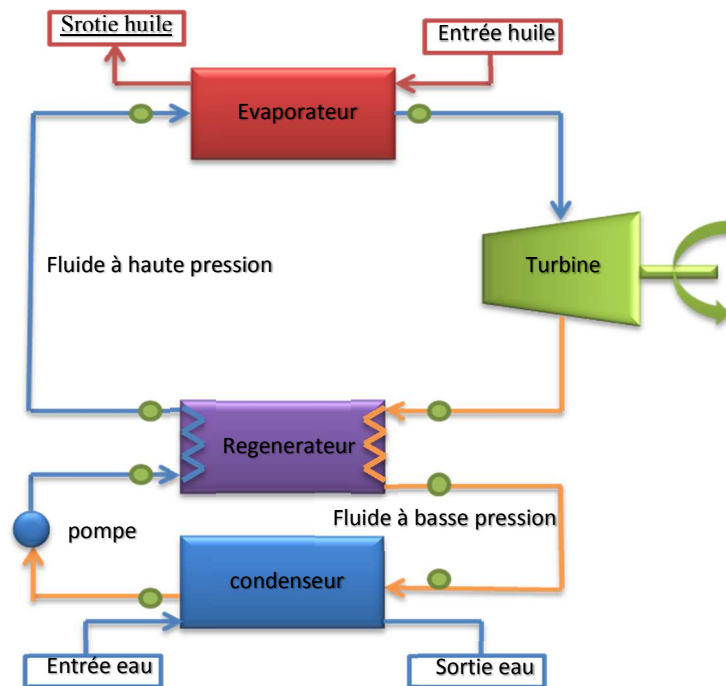 Srotie huile
Entrée huile
Evaporateur
Fluide à haute pression
Turbine
Regenerateur
Fluide à basse pression
pompe
condenseur
Entrée eau
Sortie eau